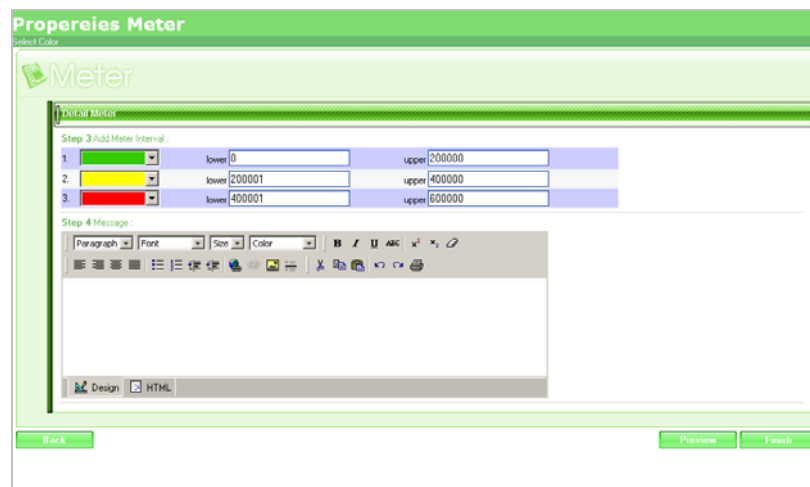 Propereies Meter
Select Color
Meter
Detail Meter
Step 3 Add Meter Interval :
1. lower 0 upper 200000
2. lower 200001 upper 400000
3. lower 400001 upper 600000
Step 4 Message :
Paragraph Font Size Color B I U ABC x² x₂
Design HTML
Back Preview Finish